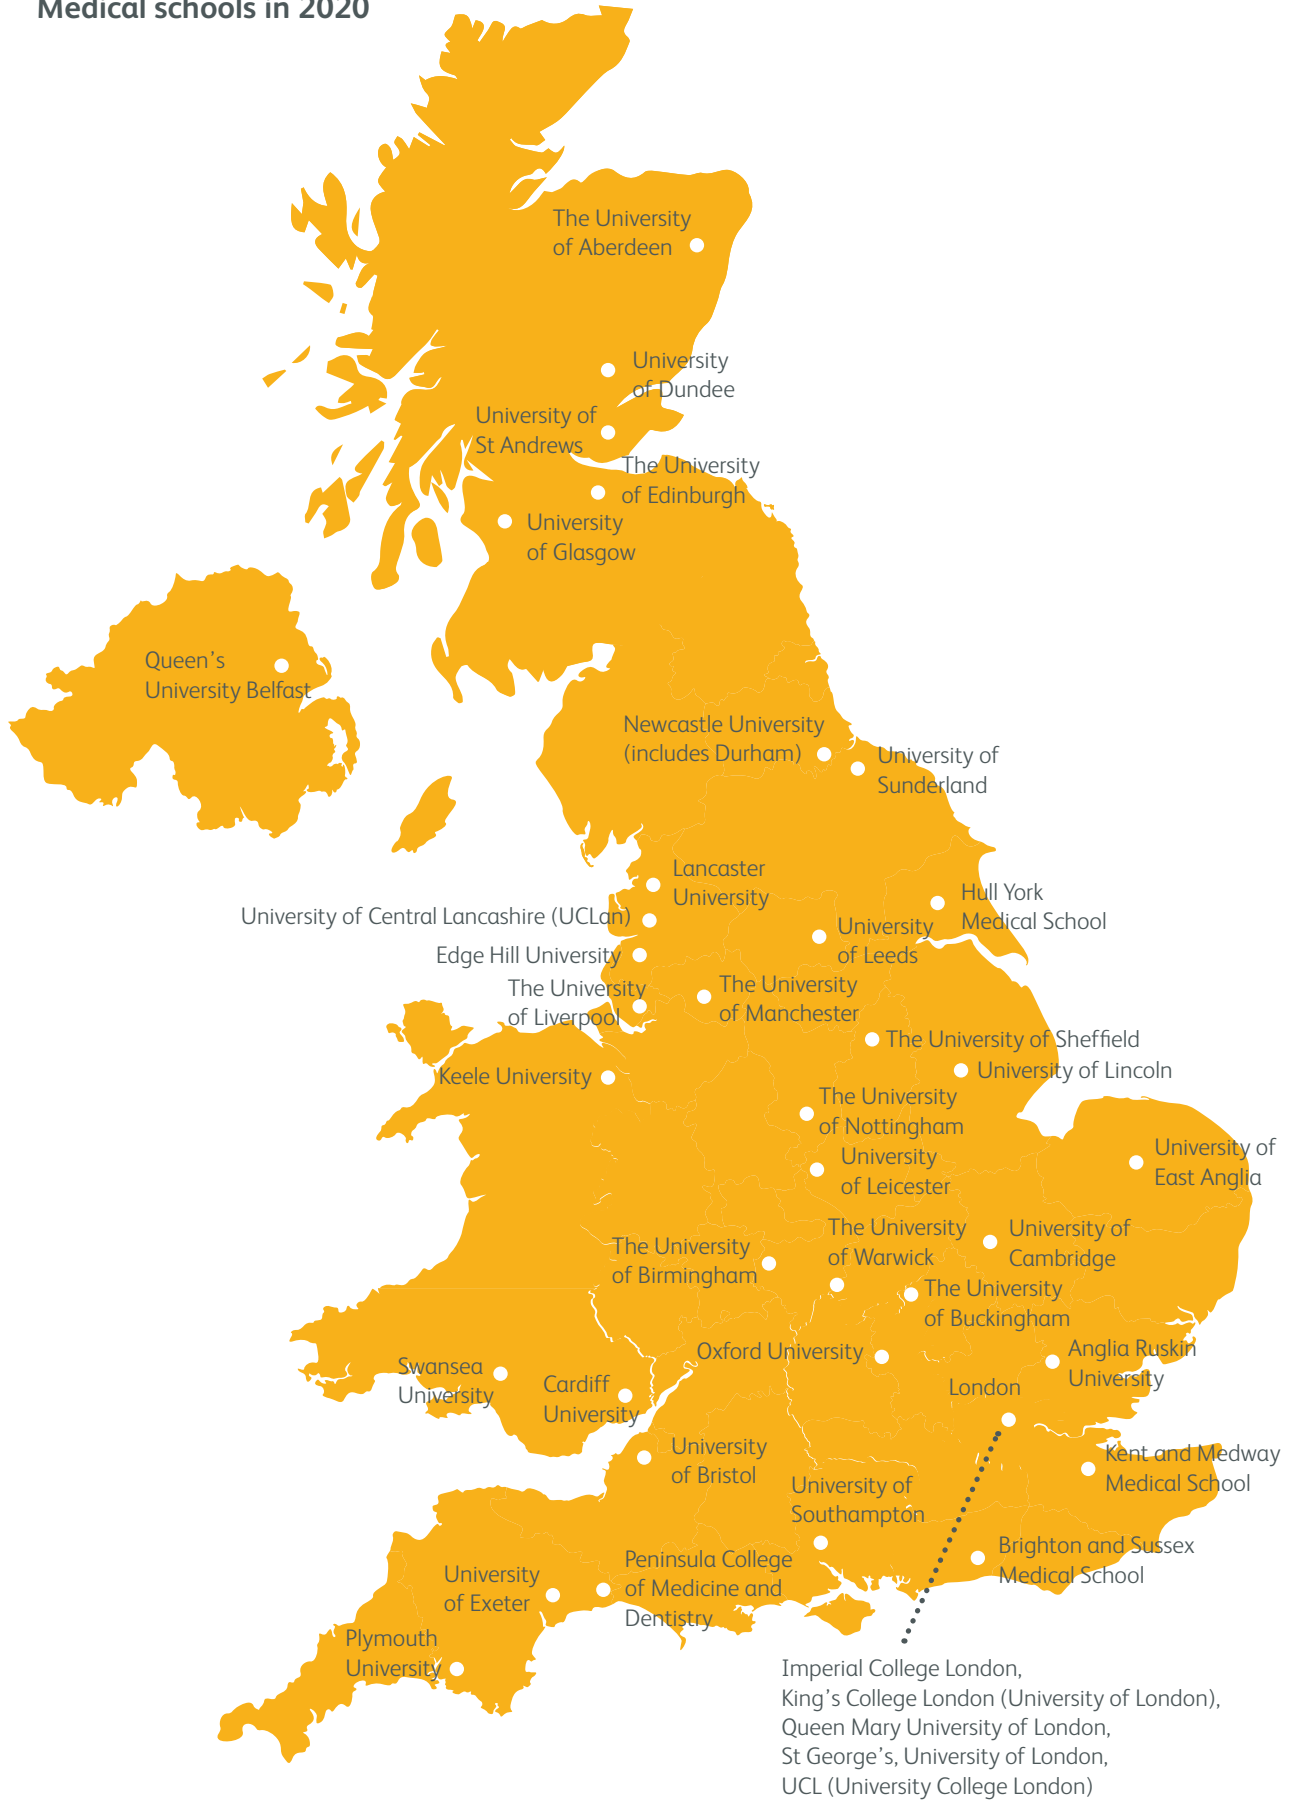 Medical schools in 2020
The University
of Aberdeen
University
of Dundee
University of
St Andrews
The University
of Edinburgh
University
of Glasgow
Queen's
University Belfast
Newcastle University
(includes Durham)
University of
Sunderland
Lancaster
University
Hull York
Medical School
University of Central Lancashire (UCLan)
University
of Leeds
Edge Hill University
The University
of Liverpool
The University
of Manchester
The University of Sheffield
University of Lincoln
Keele University
The University
of Nottingham
University of
East Anglia
University
of Leicester
The University
of Warwick
University of
Cambridge
The University
of Birmingham
The University
of Buckingham
Oxford University
Anglia Ruskin
University
Swansea
University
Cardiff
University
London
University
of Bristol
Kent and Medway
Medical School
University of
Southampton
Brighton and Sussex
Medical School
Peninsula College
of Medicine and
Dentistry
University
of Exeter
Plymouth
University
Imperial College London,
King's College London (University of London),
Queen Mary University of London,
St George's, University of London,
UCL (University College London)